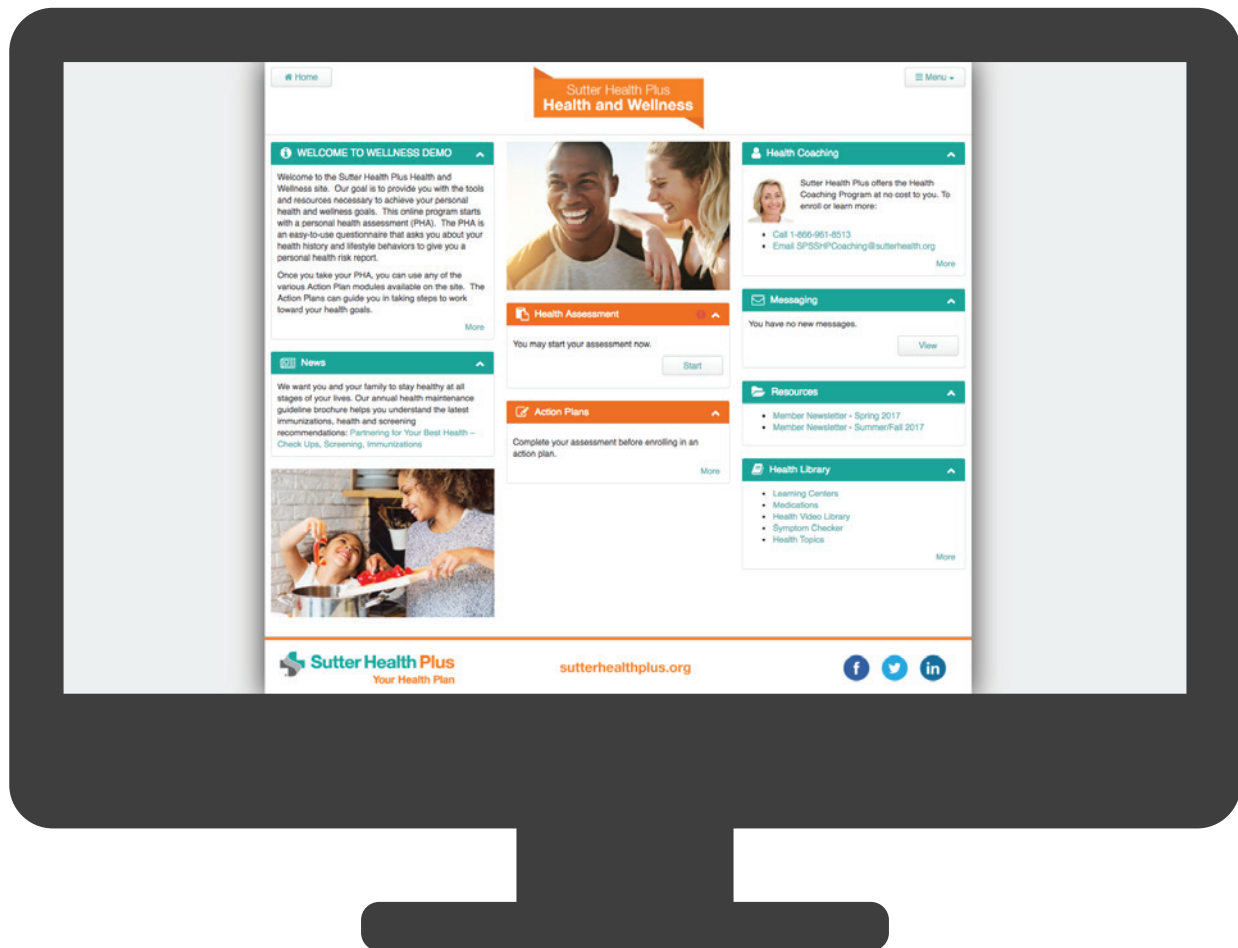 Home
Sutter Health Plus
Health and Wellness
Menu
WELCOME TO WELLNESS DEMO
Welcome to the Sutter Health Plus Health and
Wellness site. Our goal is to provide you with the tools
and resources necessary to achieve your personal
health and wellness goals. This online program starts
with a personal health assessment (PHA). The PHA is
an easy-to-use questionnaire that asks you about your
health history and lifestyle behaviors to give you a
personal health risk report.
Once you take your PHA, you can use any of the
various Action Plan modules available on the site. The
Action Plans can guide you in taking steps to work
toward your health goals.
More
News
We want you and your family to stay healthy at all
stages of your lives. Our annual health maintenance
guideline brochure helps you understand the latest
immunizations, health and screening
recommendations: Partnering for Your Best Health –
Check Ups, Screening, Immunizations
Health Assessment
You may start your assessment now.
Start
Action Plans
Complete your assessment before enrolling in an
action plan.
More
Health Coaching
Sutter Health Plus offers the Health
Coaching Program at no cost to you. To
enroll or learn more:
• Call 1-866-961-8513
• Email SPSSHPCoaching@sutterhealth.org
More
Messaging
You have no new messages.
View
Resources
• Member Newsletter - Spring 2017
• Member Newsletter - Summer/Fall 2017
Health Library
• Learning Centers
• Medications
• Health Video Library
• Symptom Checker
• Health Topics
More
Sutter Health Plus
Your Health Plan
sutterhealthplus.org
f
in